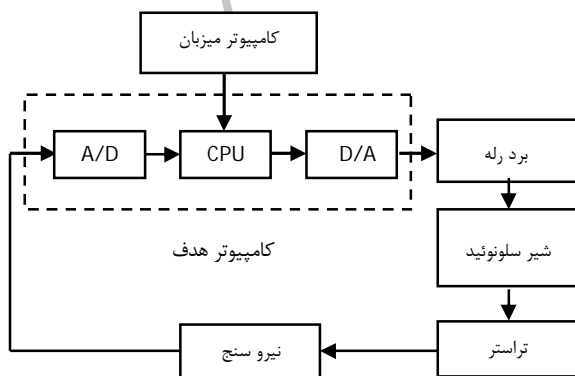 کامپیوتر میزبان
A/D
CPU
D/A
برد رله
کامپیوتر هدف
شیر سلونوئید
نیرو سنج
تراستر